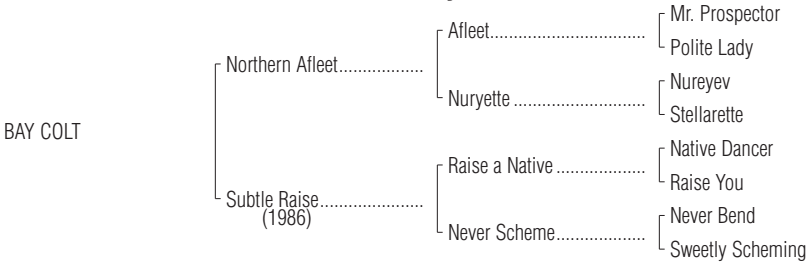 Mr. Prospector
Afleet
Polite Lady
Northern Afleet
Nureyev
Nuryette
Stellarette
BAY COLT
Native Dancer
Raise a Native
Raise You
Subtle Raise
(1986)
Never Bend
Never Scheme
Sweetly Scheming